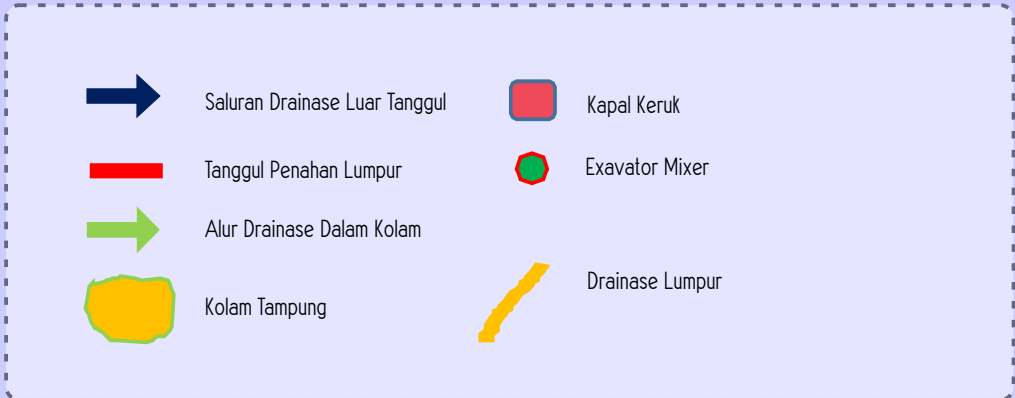 Saluran Drainase Luar Tanggul
Tanggul Penahan Lumpur
Alur Drainase Dalam Kolam
Kolam Tampung
Kapal Keruk
Exavator Mixer
Drainase Lumpur